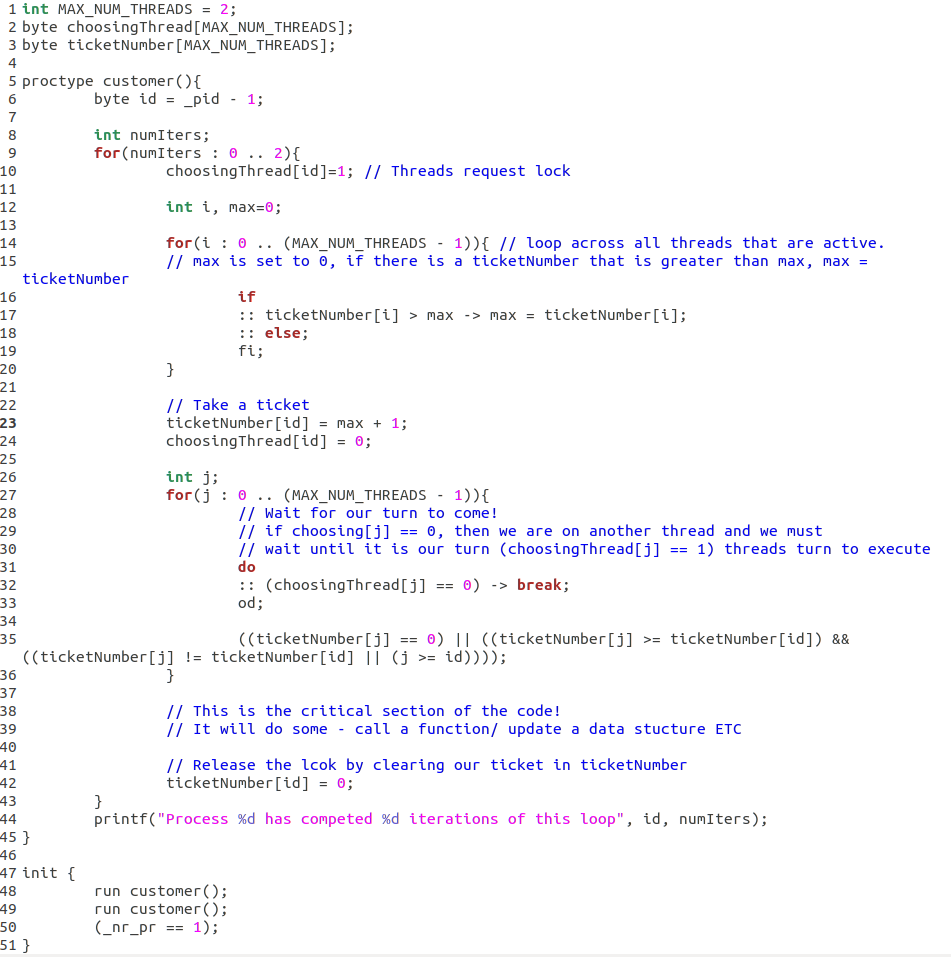 1 int MAX_NUM_THREADS = 2;
2 byte choosingThread[MAX_NUM_THREADS];
3 byte ticketNumber[MAX_NUM_THREADS];
4
5 proctype customer(){
6         byte id = _pid - 1;
7
8         int numIters;
9         for(numIters : 0 .. 2){
10                 choosingThread[id]=1; // Threads request lock
11
12                 int i, max=0;
13
14                 for(i : 0 .. (MAX_NUM_THREADS - 1)){ // loop across all threads that are active.
15                 // max is set to 0, if there is a ticketNumber that is greater than max, max =
ticketNumber
16                         if
17                         :: ticketNumber[i] > max -> max = ticketNumber[i];
18                         :: else;
19                         fi;
20                 }
21
22                 // Take a ticket
23                 ticketNumber[id] = max + 1;
24                 choosingThread[id] = 0;
25
26                 int j;
27                 for(j : 0 .. (MAX_NUM_THREADS - 1)){
28                         // Wait for our turn to come!
29                         // if choosing[j] == 0, then we are on another thread and we must
30                         // wait until it is our turn (choosingThread[j] == 1) threads turn to execute
31                         do
32                         :: (choosingThread[j] == 0) -> break;
33                         od;
34
35                         ((ticketNumber[j] == 0) || ((ticketNumber[j] >= ticketNumber[id]) &&
((ticketNumber[j] != ticketNumber[id] || (j >= id))));
36                 }
37
38                 // This is the critical section of the code!
39                 // It will do some - call a function/ update a data stucture ETC
40
41                 // Release the lcok by clearing our ticket in ticketNumber
42                 ticketNumber[id] = 0;
43         }
44         printf("Process %d has competed %d iterations of this loop", id, numIters);
45 }
46
47 init {
48         run customer();
49         run customer();
50         (_nr_pr == 1);
51 }